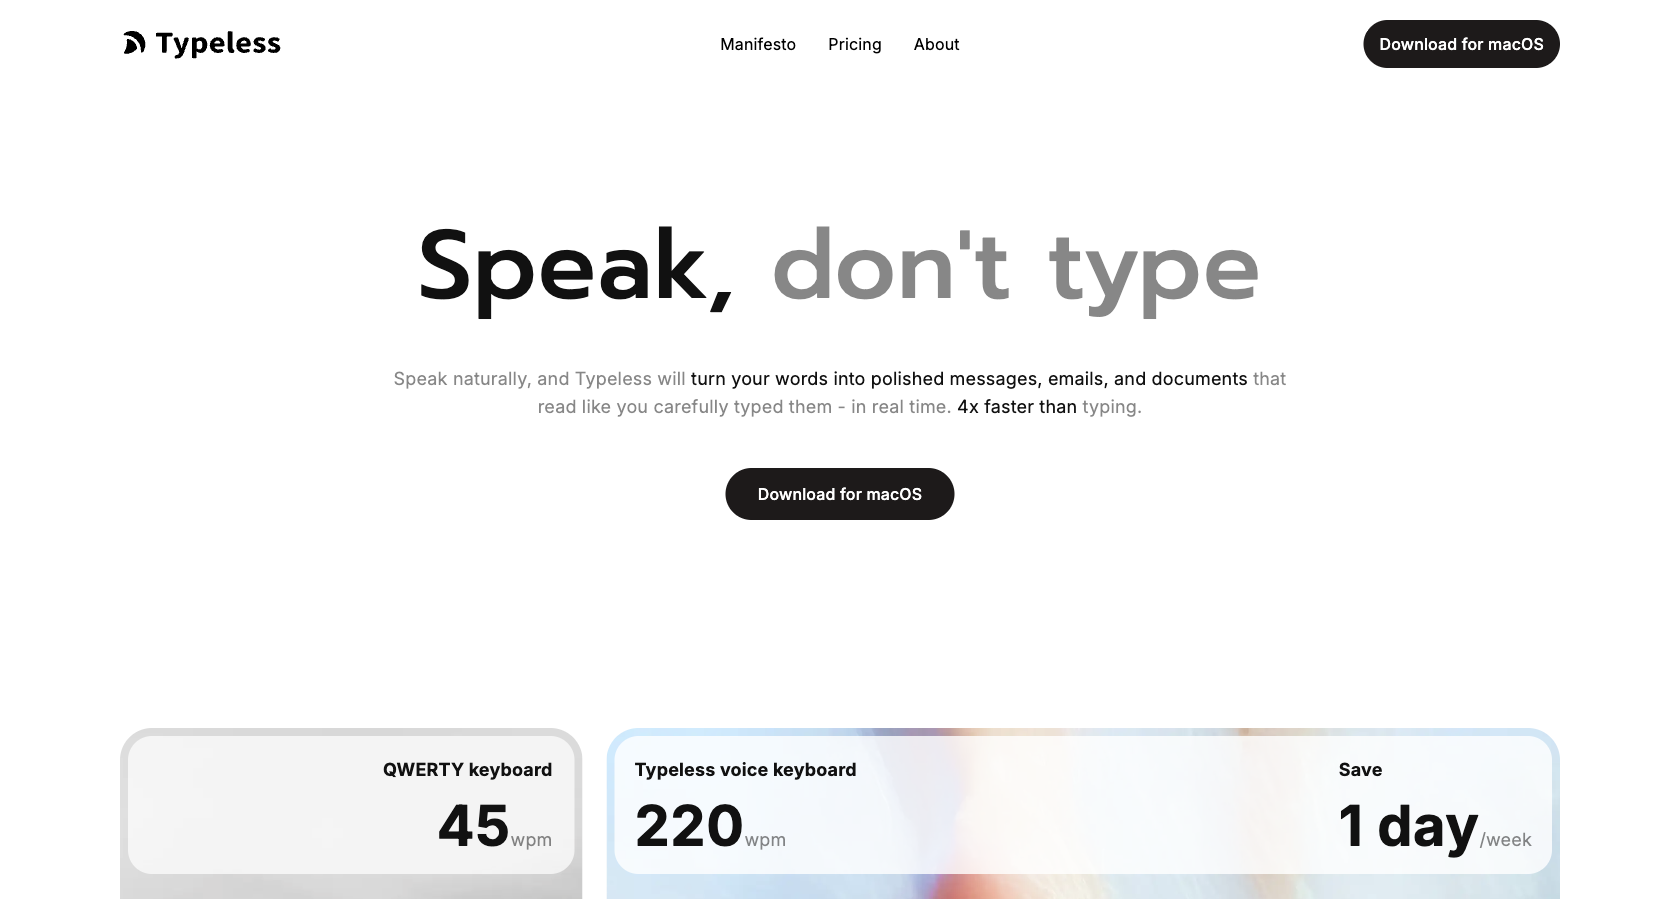 Typeless
Manifesto Pricing About
Download for macOS
Speak, don't type
Speak naturally, and Typeless will turn your words into polished messages, emails, and documents that
read like you carefully typed them - in real time. 4x faster than typing.
Download for macOS
QWERTY keyboard
45wpm
Typeless voice keyboard
220wpm
Save
1 day/week